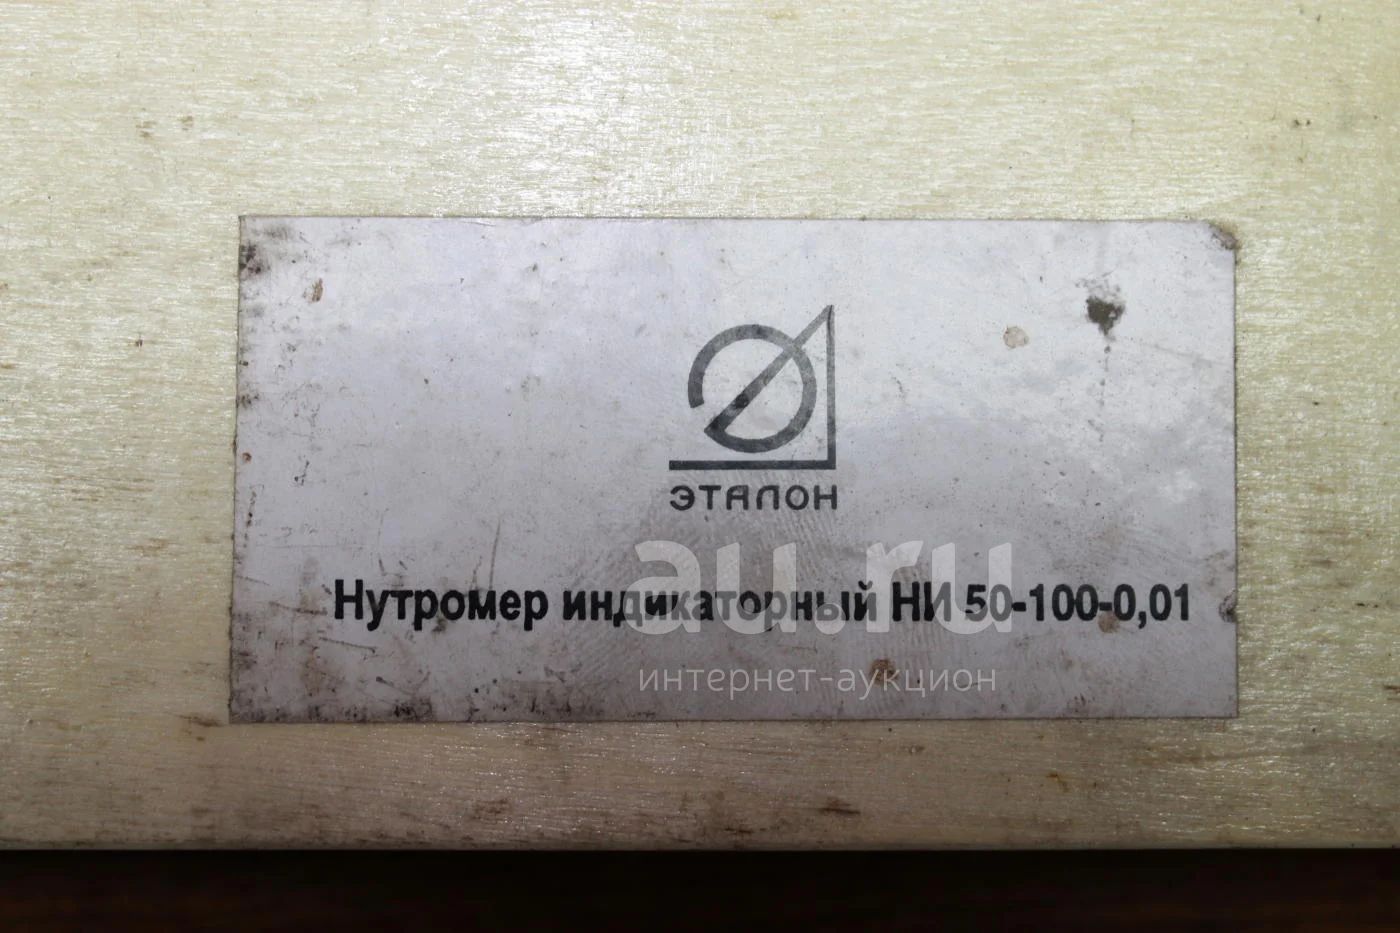 ЭТАЛОН
au.ru
Нутромер индикаторный НИ 50-100-0,01
интернет-аукцион